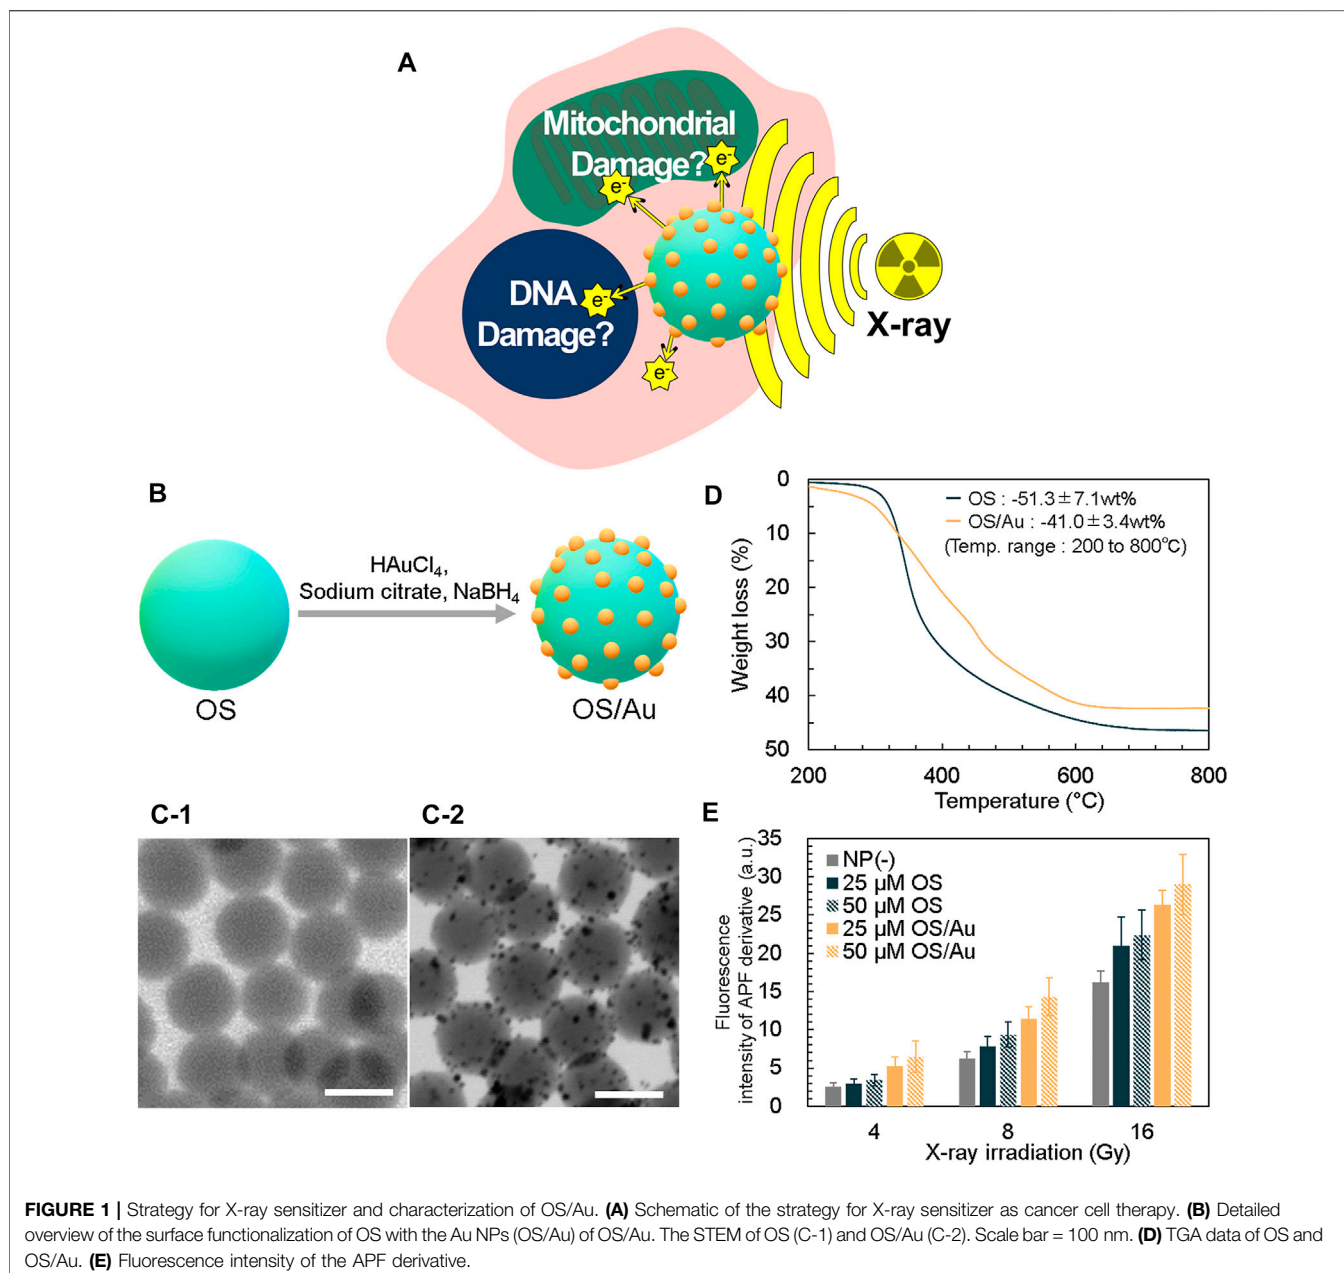 A
Mitochondrial
Damage?
e-
e-
DNA
Damage?
e-
e-
X-ray
B
HAuCl4,
Sodium citrate, NaBH4
OS
OS/Au
D
Weight loss (%)
0
10
20
30
40
50
OS : -51.3 ± 7.1wt%
OS/Au : -41.0 ± 3.4wt%
(Temp. range : 200 to 800°C)
200
400
600
800
Temperature (°C)
C-1
C-2
E
Fluorescence
intensity of APF derivative (a.u.)
35
30
25
20
15
10
5
0
NP(-)
25 µM OS
50 µM OS
25 µM OS/Au
50 µM OS/Au
4
8
16
X-ray irradiation (Gy)
FIGURE 1 | Strategy for X-ray sensitizer and characterization of OS/Au. (A) Schematic of the strategy for X-ray sensitizer as cancer cell therapy. (B) Detailed
overview of the surface functionalization of OS with the Au NPs (OS/Au) of OS/Au. The STEM of OS (C-1) and OS/Au (C-2). Scale bar = 100 nm. (D) TGA data of OS and
OS/Au. (E) Fluorescence intensity of the APF derivative.